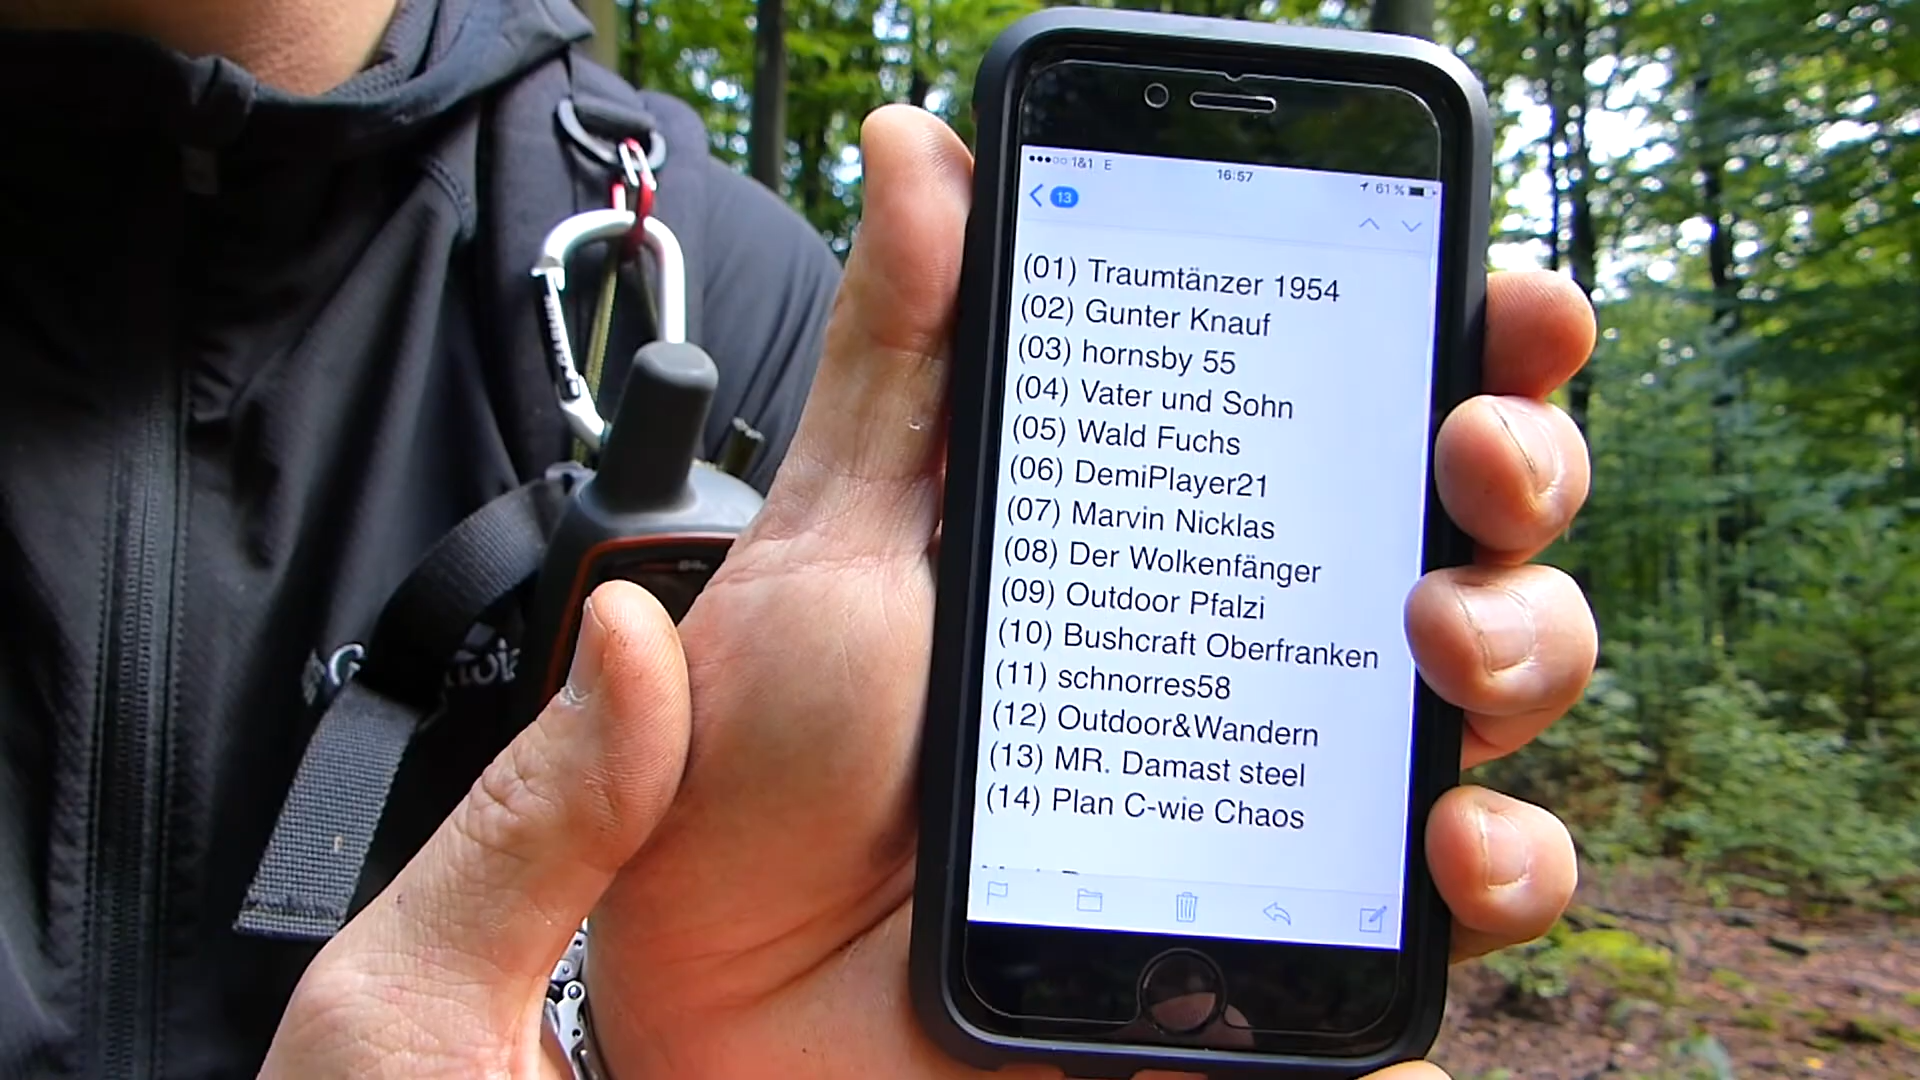 1&1 E 16:57 61 %
13
(01) Traumtänzer 1954
(02) Gunter Knauf
(03) hornsby 55
(04) Vater und Sohn
(05) Wald Fuchs
(06) DemiPlayer21
(07) Marvin Nicklas
(08) Der Wolkenfänger
(09) Outdoor Pfalzi
(10) Bushcraft Oberfranken
(11) schnorres58
(12) Outdoor&Wandern
(13) MR. Damast steel
(14) Plan C-wie Chaos